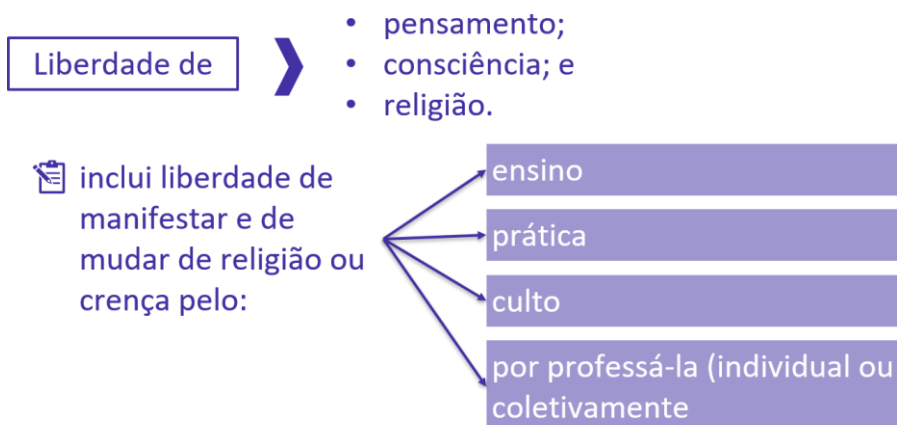 Liberdade de
• pensamento;
• consciência; e
• religião.
inclui liberdade de
manifestar e de
mudar de religião ou
crença pelo:
ensino
prática
culto
por professá-la (individual ou
coletivamente